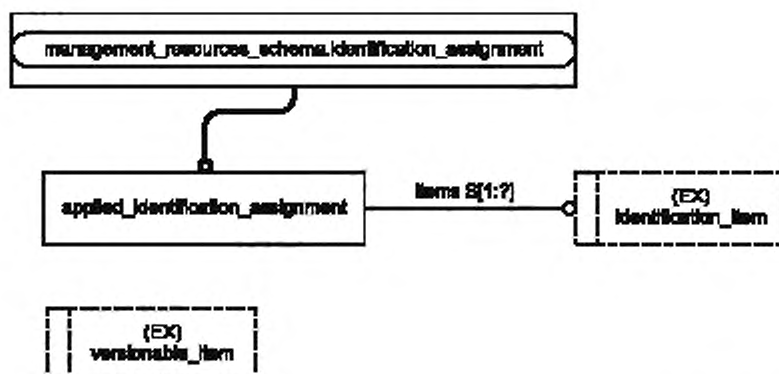 management_resources_schema.identification_assignment
applied_identification_assignment
items S[1:?]
(EX)
identification_item
(EX)
versionable_item